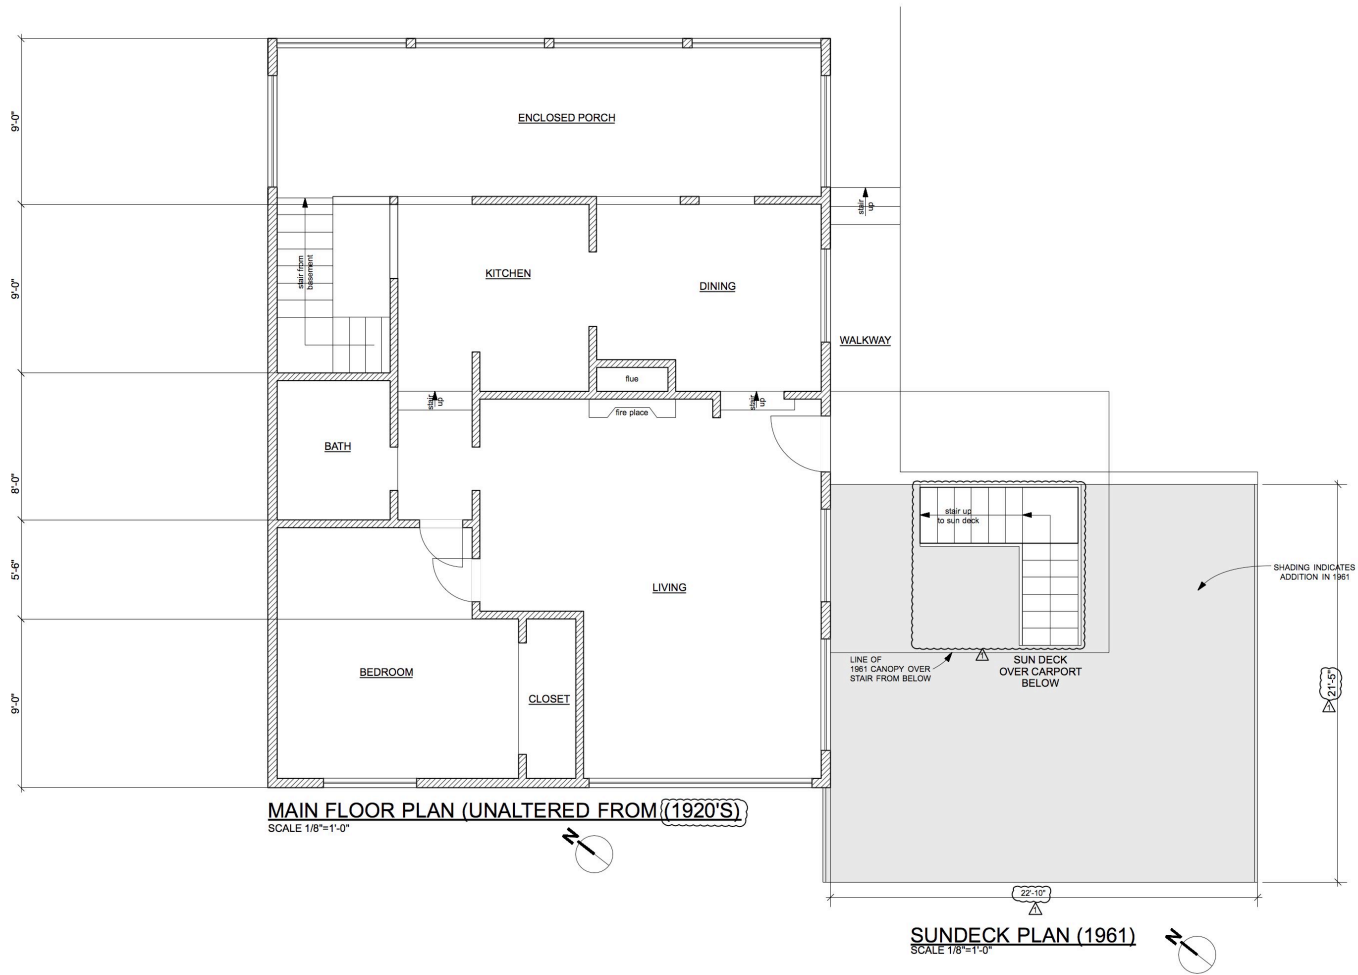 ENCLOSED PORCH
9'-0"
stair up
stair from
basement
KITCHEN
DINING
9'-0"
WALKWAY
flue
stair
up
stair
up
fire place
BATH
8'-0"
stair up
to sun deck
5'-6"
LIVING
SHADING INDICATES
ADDITION IN 1961
LINE OF
1961 CANOPY OVER
STAIR FROM BELOW
1
SUN DECK
OVER CARPORT
BELOW
BEDROOM
CLOSET
9'-0"
21'-5"
1
MAIN FLOOR PLAN (UNALTERED FROM (1920'S)
SCALE 1/8"=1'-0"
N
22'-10"
1
SUNDECK PLAN (1961)
SCALE 1/8"=1'-0"
N